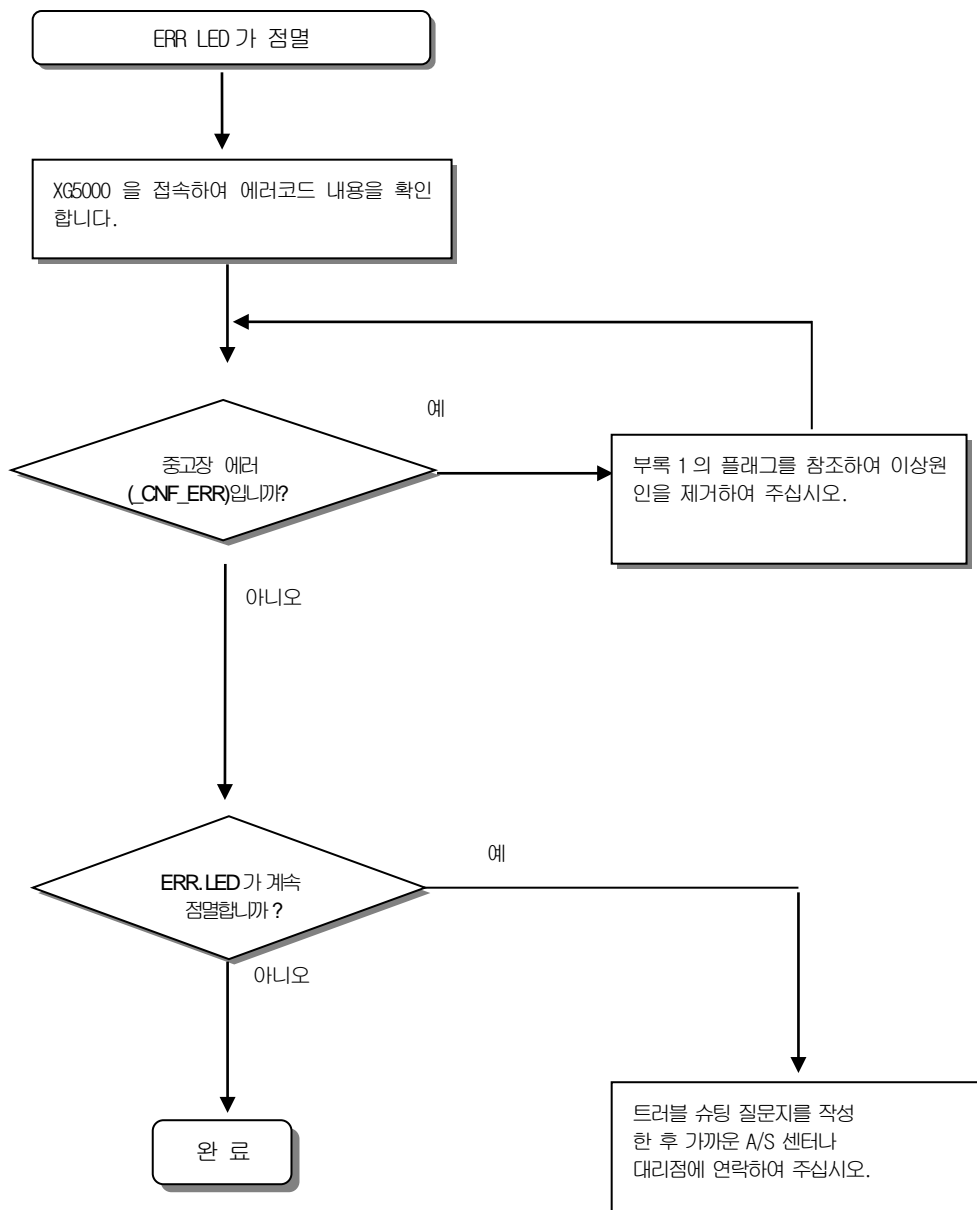 ERR LED 가 점멸
XG5000 을 접속하여 에러코드 내용을 확인
합니다.
예
중고장 에러
(_CNF_ERR)입니까?
부록 1 의 플래그를 참조하여 이상원
인을 제거하여 주십시오.
아니오
예
ERR. LED 가 계속
점멸합니까 ?
아니오
완 료
트러블 슈팅 질문지를 작성
한 후 가까운 A/S 센터나
대리점에 연락하여 주십시오.